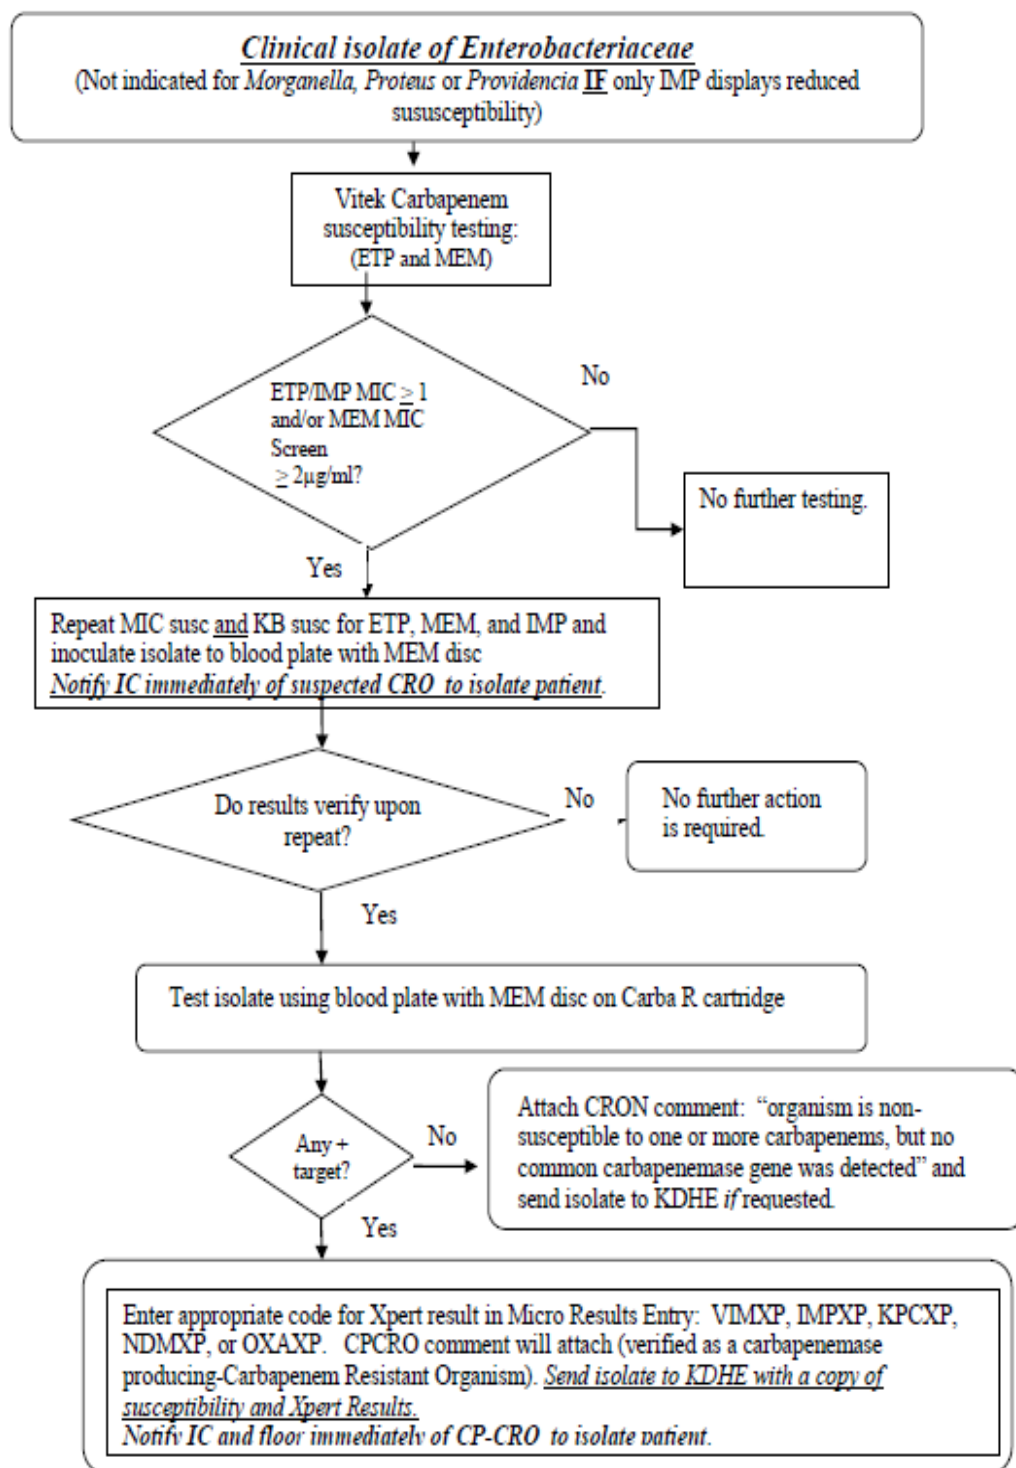 Clinical isolate of Enterobacteriaceae
(Not indicated for Morganella, Proteus or Providencia IF only IMP displays reduced
sususceptibility)
Vitek Carbapenem
susceptibility testing:
(ETP and MEM)
ETP/IMP MIC ≥ 1
and/or MEM MIC
Screen
≥ 2µg/ml?
No
No further testing.
Yes
Repeat MIC susc and KB susc for ETP, MEM, and IMP and
inoculate isolate to blood plate with MEM disc
Notify IC immediately of suspected CRO to isolate patient.
Do results verify upon
repeat?
No
No further action
is required.
Yes
Test isolate using blood plate with MEM disc on Carba R cartridge
Any +
target?
No
Attach CRON comment: “organism is non-
susceptible to one or more carbapenems, but no
common carbapenemase gene was detected” and
send isolate to KDHE if requested.
Yes
Enter appropriate code for Xpert result in Micro Results Entry: VIMXP, IMPXP, KPCXP,
NDMXP, or OXAXP. CPCRO comment will attach (verified as a carbapenemase
producing-Carbapenem Resistant Organism). Send isolate to KDHE with a copy of
susceptibility and Xpert Results.
Notify IC and floor immediately of CP-CRO to isolate patient.